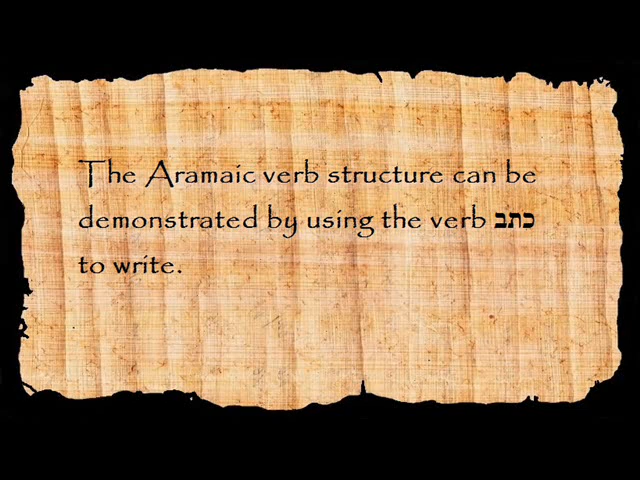 The Aramaic verb structure can be
demonstrated by using the verb כתב
to write.